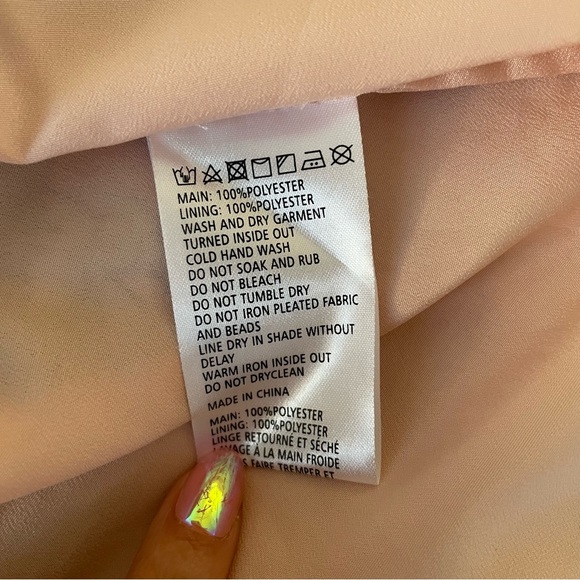 MAIN: 100%POLYESTER
LINING: 100%POLYESTER
WASH AND DRY GARMENT
TURNED INSIDE OUT
COLD HAND WASH
DO NOT SOAK AND RUB
DO NOT BLEACH
DO NOT TUMBLE DRY
DO NOT IRON PLEATED FABRIC
AND BEADS
LINE DRY IN SHADE WITHOUT
DELAY
WARM IRON INSIDE OUT
DO NOT DRYCLEAN
MADE IN CHINA
MAIN: 100%POLYESTER
LINING: 100%POLYESTER
LINGE RETOURNÉ ET SÉCHÉ
LAVAGE À LA MAIN FROIDE
FAIRE TREMPER ET